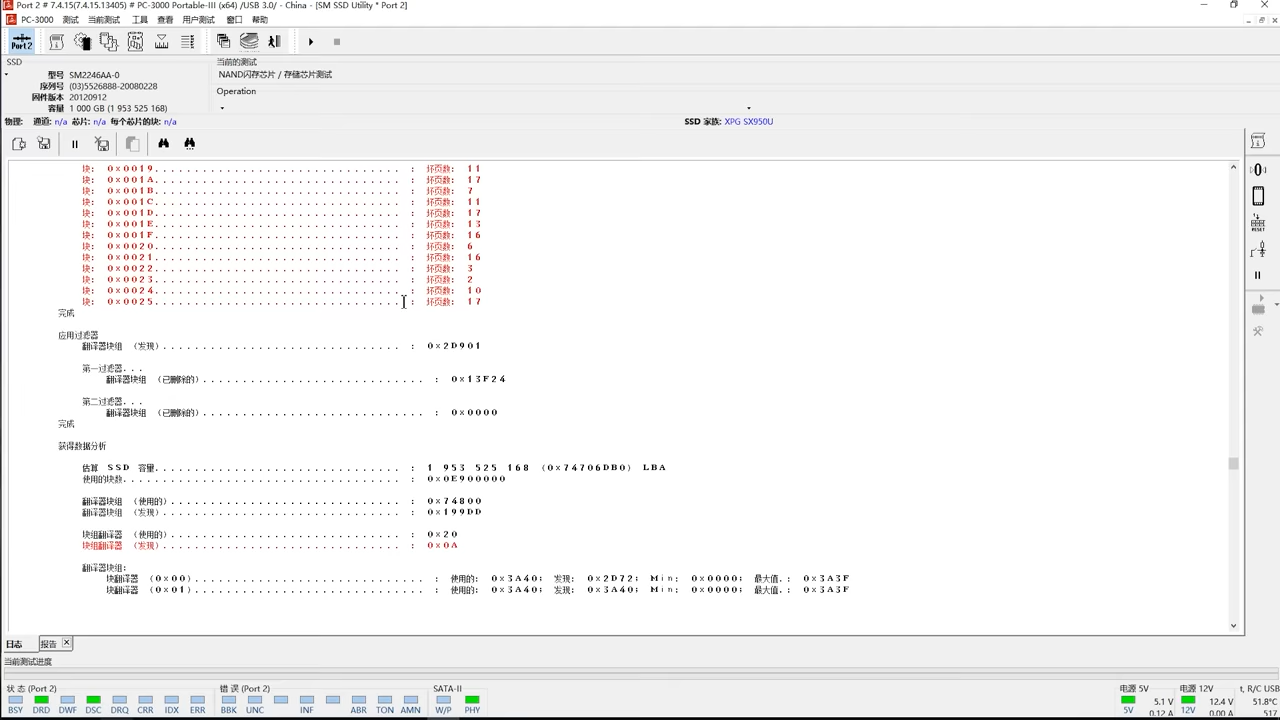 Port 2 # 7.4.15(7.4.15.13405) # PC-3000 Portable-III (x64) /USB 3.0/ - China - [SM SSD Utility * Port 2]
PC-3000 测试 当前测试 工具 查看 用户测试 窗口 帮助
Port2
SSD 当前的测试
型号 SM2246AA-0 NAND闪存芯片 / 存储芯片测试
序列号 (03)5526888-20080228
固件版本 20120912 Operation
容量 1 000 GB (1 953 525 168)
物理: 通道: n/a 芯片: n/a 每个芯片的块: n/a SSD 家族: XPG SX950U
块: 0x0019 : 坏页数: 11
块: 0x001A : 坏页数: 17
块: 0x001B : 坏页数: 7
块: 0x001C : 坏页数: 11
块: 0x001D : 坏页数: 17
块: 0x001E : 坏页数: 13
块: 0x001F : 坏页数: 16
块: 0x0020 : 坏页数: 6
块: 0x0021 : 坏页数: 16
块: 0x0022 : 坏页数: 3
块: 0x0023 : 坏页数: 2
块: 0x0024 : 坏页数: 10
块: 0x0025 : 坏页数: 17
完成
应用过滤器
翻译器块组 (发现) : 0x2D901
第一过滤器...
翻译器块组 (已删除的) : 0x13F24
第二过滤器...
翻译器块组 (已删除的) : 0x0000
完成
获得数据分析
估算 SSD 容量 : 1 953 525 168 (0x74706DB0) LBA
使用的块数 : 0x0E900000
翻译器块组 (使用的) : 0x74800
翻译器块组 (发现) : 0x199DD
块组翻译器 (使用的) : 0x20
块组翻译器 (发现) : 0x0A
翻译器块组:
块翻译器 (0x00) : 使用的: 0x3A40; 发现: 0x2D72; Min: 0x0000; 最大值.: 0x3A3F
块翻译器 (0x01) : 使用的: 0x3A40; 发现: 0x3A40; Min: 0x0000; 最大值.: 0x3A3F
日志 报告
当前测试进度
状态 (Port 2) 错误 (Port 2) SATA-II 电源 5V 电源 12V t, R/C USB
BSY DRD DWF DSC DRQ CRR IDX ERR BBK UNC INF ABR TON AMN W/P PHY 5V 5.1 V 0.12 A 12V 12.4 V 0.00 A 51.8°C 517